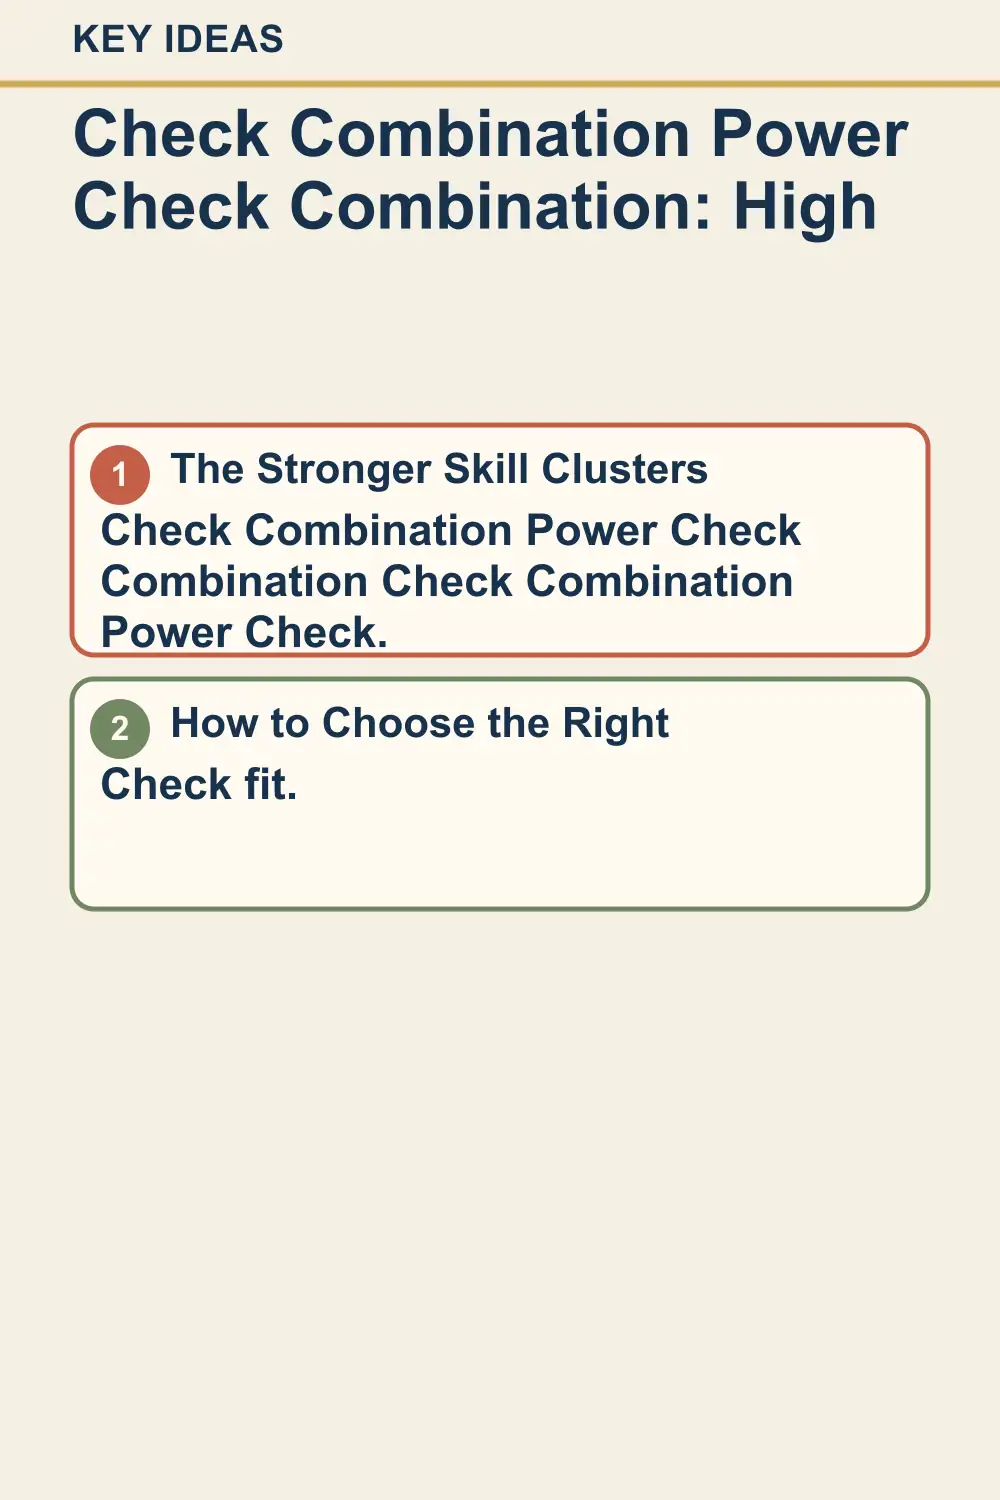 KEY IDEAS
Check Combination Power
Check Combination: High
1 The Stronger Skill Clusters
Check Combination Power Check
Combination Check Combination
Power Check.
2 How to Choose the Right
Check fit.